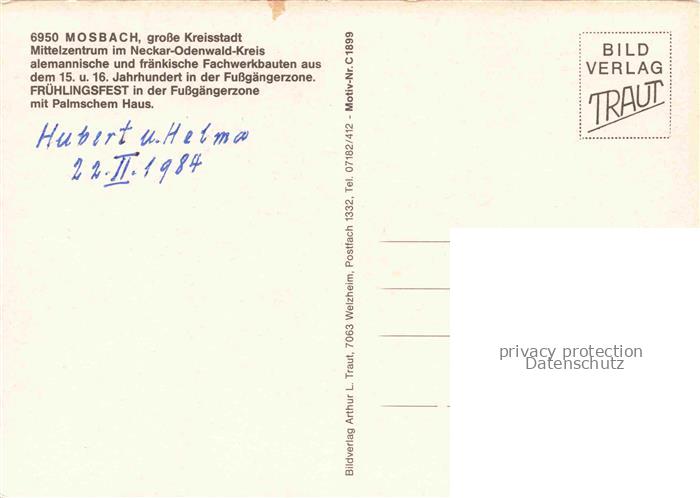 6950 MOSBACH, große Kreisstadt
Mittelzentrum im Neckar-Odenwald-Kreis
alemannische und fränkische Fachwerkbauten aus
dem 15. u. 16. Jahrhundert in der Fußgängerzone.
FRÜHLINGSFEST in der Fußgängerzone
mit Palmschem Haus.
Hubert u. Helma
22.II.1984
Bildverlag Arthur L. Traut, 7063 Welzheim, Postfach 1332, Tel. 07182/412 - Motiv-Nr. C 1899
BILD
VERLAG
TRAUT
privacy protection
Datenschutz